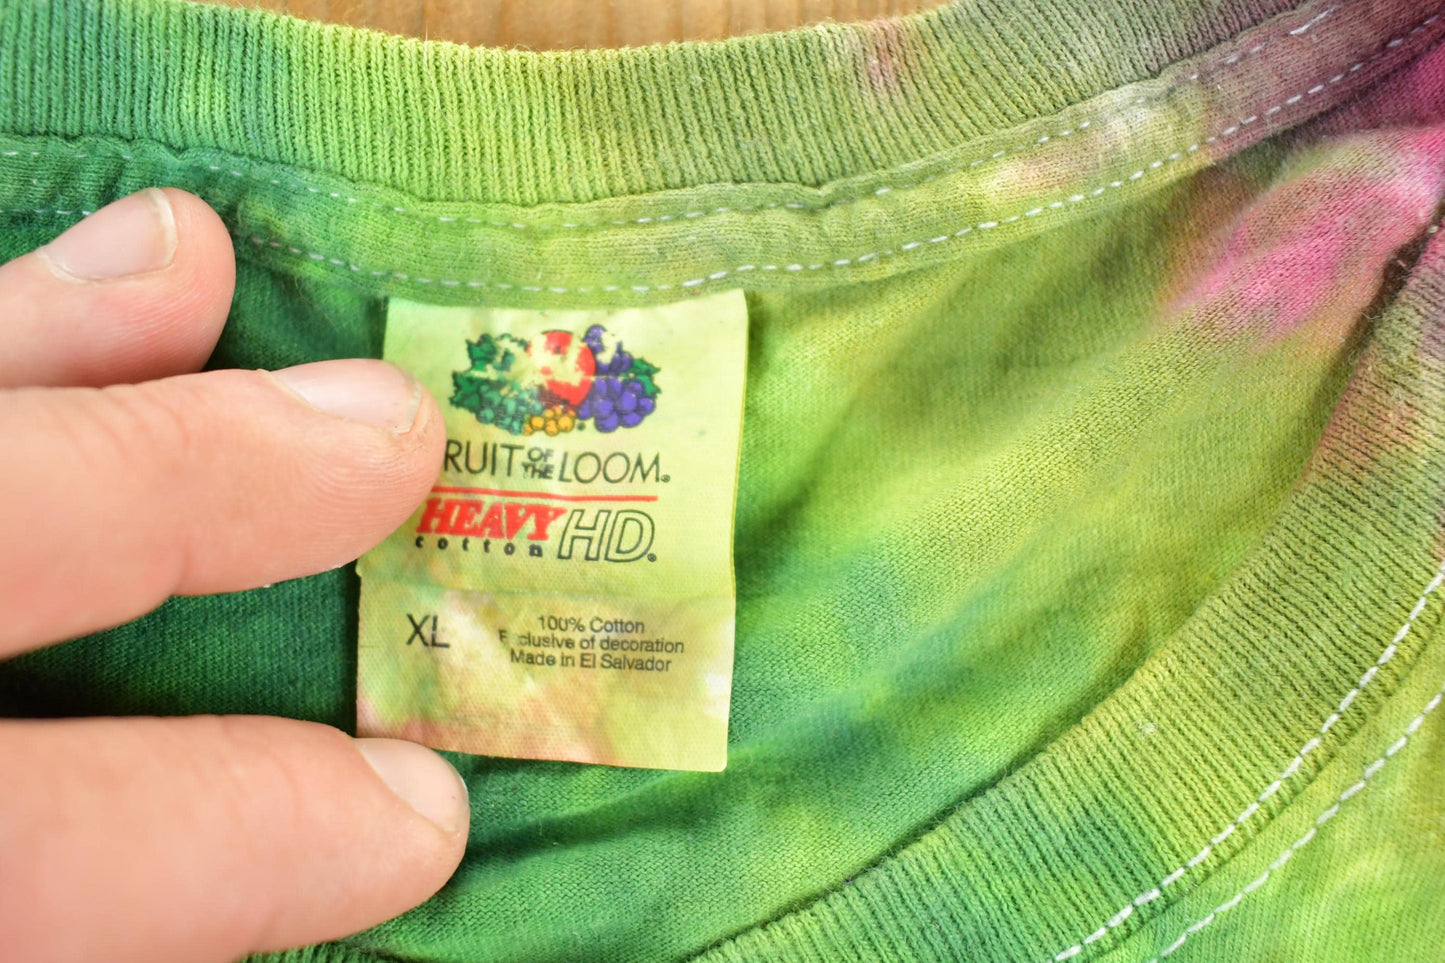 RUIT OF THE LOOM®
HEAVY HD®
cotton
XL
100% Cotton
Exclusive of decoration
Made in El Salvador